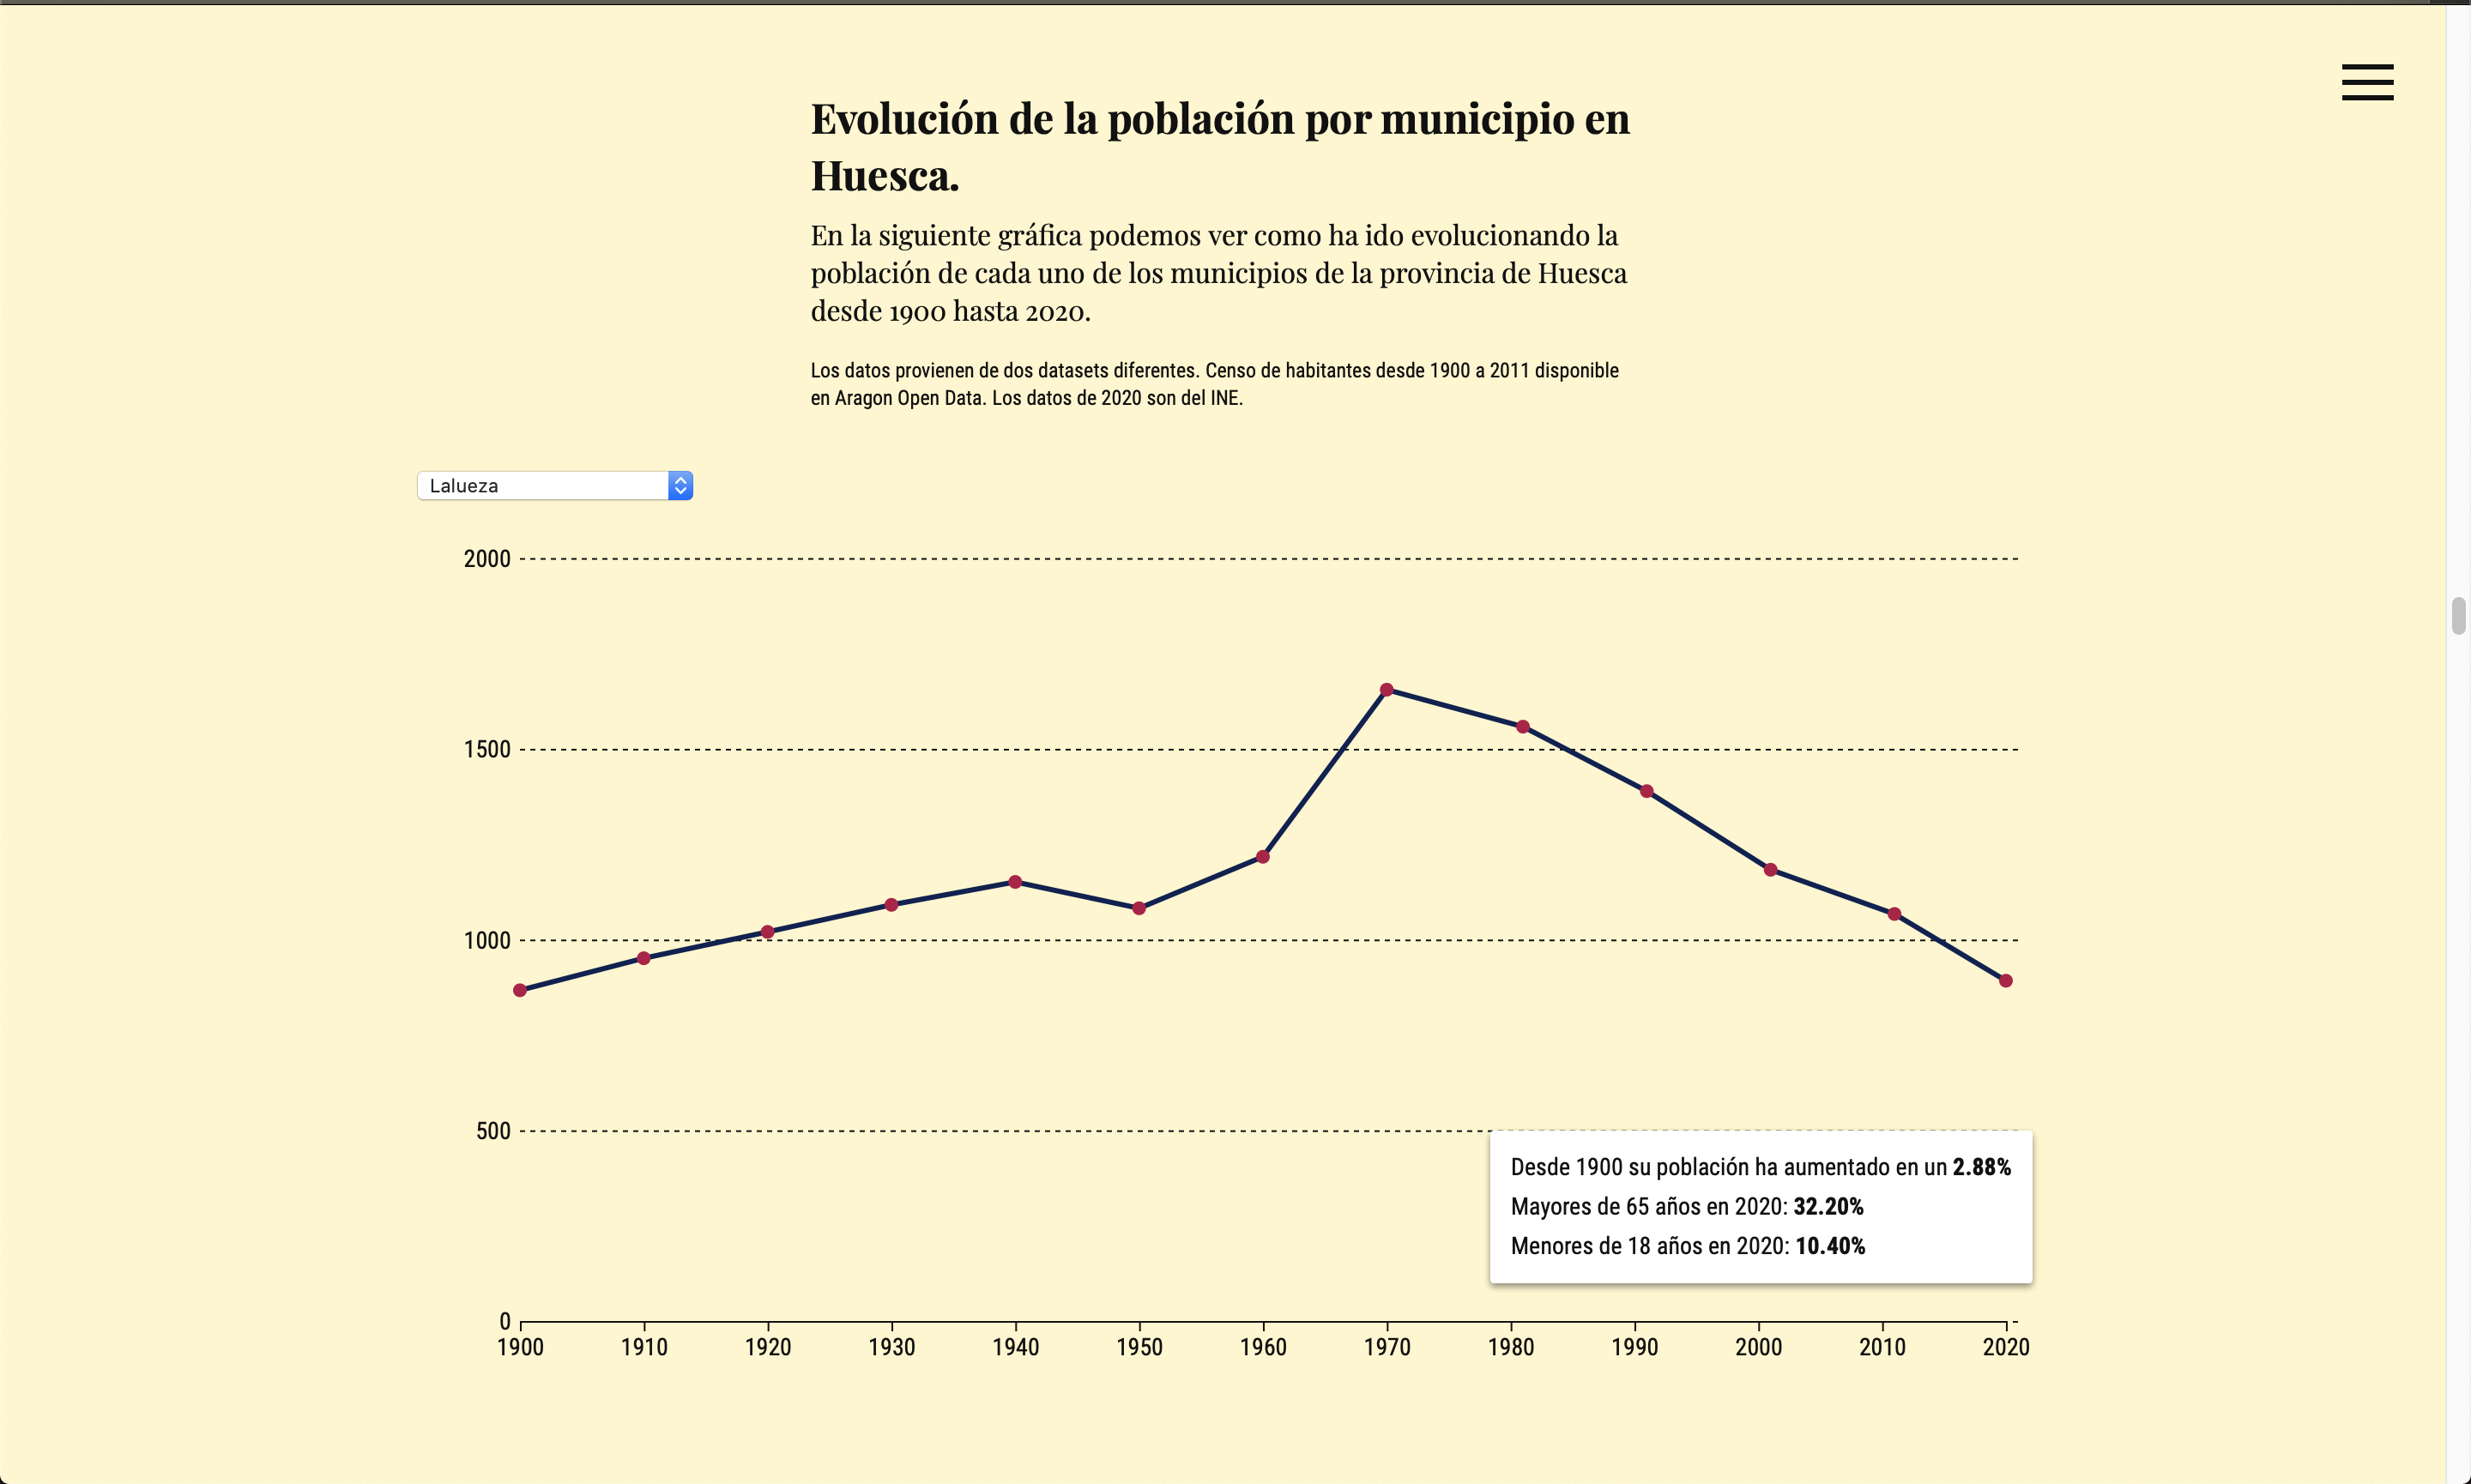 Evolución de la población por municipio en
Huesca.
En la siguiente gráfica podemos ver como ha ido evolucionando la
población de cada uno de los municipios de la provincia de Huesca
desde 1900 hasta 2020.
Los datos provienen de dos datasets diferentes. Censo de habitantes desde 1900 a 2011 disponible
en Aragon Open Data. Los datos de 2020 son del INE.
Lalueza
2000
1500
1000
500
Desde 1900 su población ha aumentado en un 2.88%
Mayores de 65 años en 2020: 32.20%
Menores de 18 años en 2020: 10.40%
0
1900 1910 1920 1930 1940 1950 1960 1970 1980 1990 2000 2010 2020